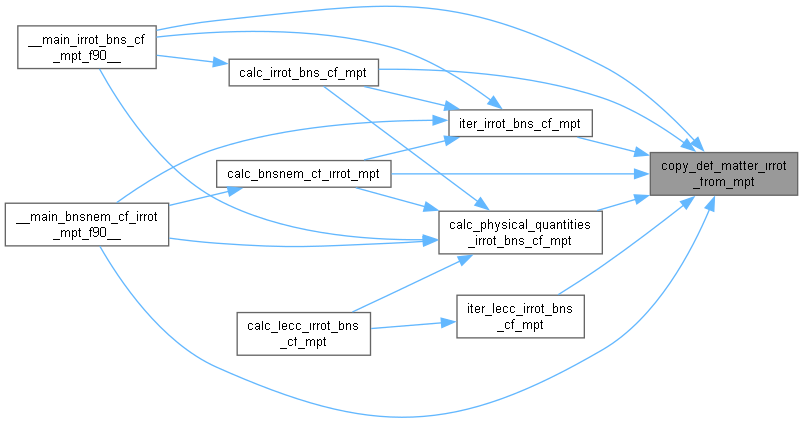 __main_irrot_bns_cf
_mpt_f90__
calc_irrot_bns_cf_mpt
iter_irrot_bns_cf_mpt
copy_def_matter_irrot
_from_mpt
calc_bnsnem_cf_irrot_mpt
__main_bnsnem_cf_irrot
_mpt_f90__
calc_physical_quantities
_irrot_bns_cf_mpt
iter_lecc_irrot_bns
_cf_mpt
calc_lecc_irrot_bns
_cf_mpt